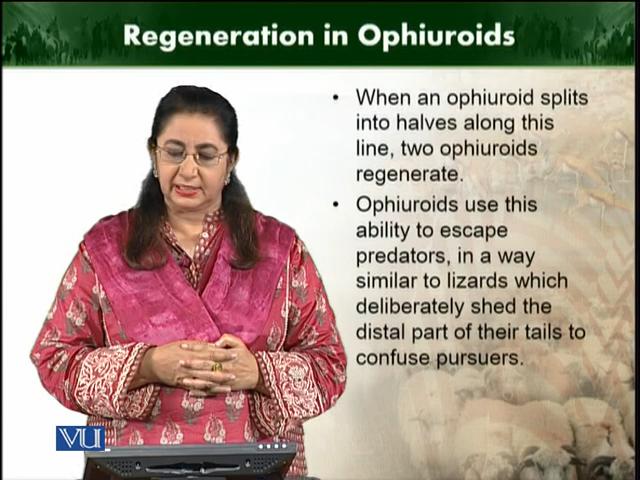 Regeneration in Ophiuroids
• When an ophiuroid splits
into halves along this
line, two ophiuroids
regenerate.
• Ophiuroids use this
ability to escape
predators, in a way
similar to lizards which
deliberately shed the
distal part of their tails to
confuse pursuers.
VU